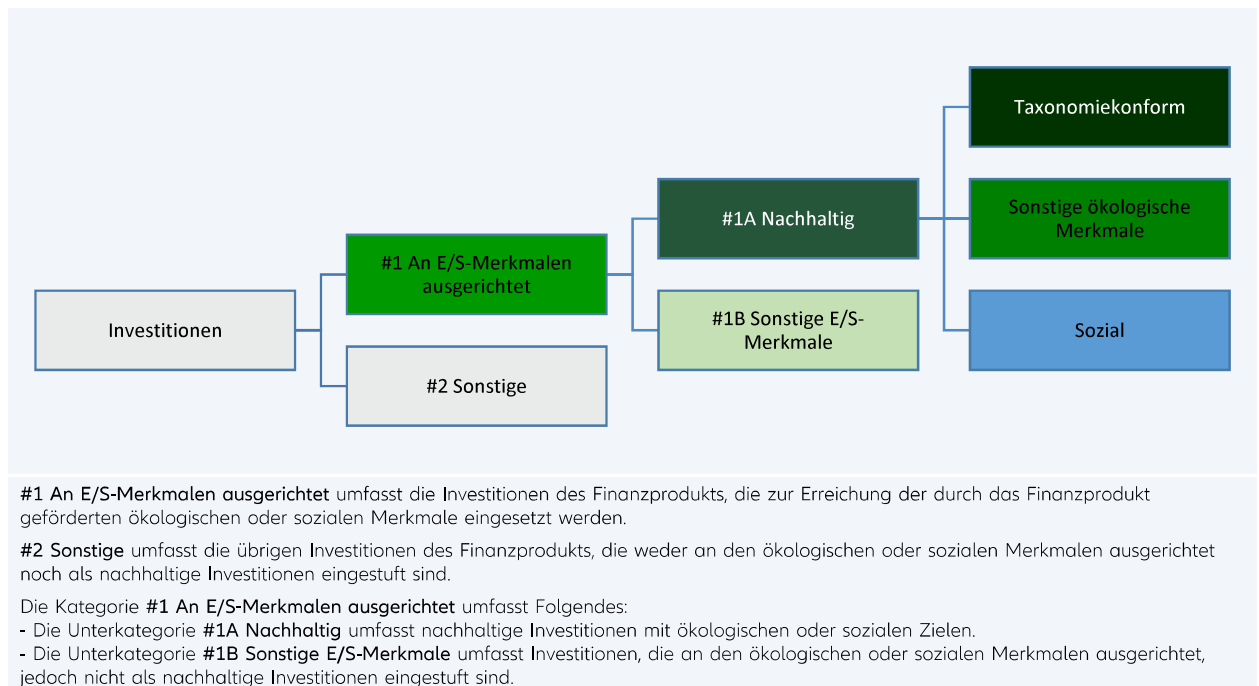 Taxonomiekonform
#1A Nachhaltig
Sonstige ökologische
Merkmale
#1 An E/S-Merkmalen
ausgerichtet
Investitionen
#1B Sonstige E/S-
Merkmale
Sozial
#2 Sonstige
#1 An E/S-Merkmalen ausgerichtet umfasst die Investitionen des Finanzprodukts, die zur Erreichung der durch das Finanzprodukt
geförderten ökologischen oder sozialen Merkmale eingesetzt werden.
#2 Sonstige umfasst die übrigen Investitionen des Finanzprodukts, die weder an den ökologischen oder sozialen Merkmalen ausgerichtet
noch als nachhaltige Investitionen eingestuft sind.
Die Kategorie #1 An E/S-Merkmalen ausgerichtet umfasst Folgendes:
- Die Unterkategorie #1A Nachhaltig umfasst nachhaltige Investitionen mit ökologischen oder sozialen Zielen.
- Die Unterkategorie #1B Sonstige E/S-Merkmale umfasst Investitionen, die an den ökologischen oder sozialen Merkmalen ausgerichtet,
jedoch nicht als nachhaltige Investitionen eingestuft sind.